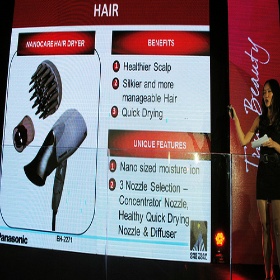 HAIR
NANOCARE HAIR DRYER
BENEFITS
1 Healthier Scalp
2 Silkier and more
manageable Hair
3 Quick Drying
UNIQUE FEATURES
1 Nano sized moisture Ion
2 3 Nozzle Selection –
Concentrator Nozzle,
Healthy Quick Drying
Nozzle & Diffuser
Panasonic
EH-2271
Beauty